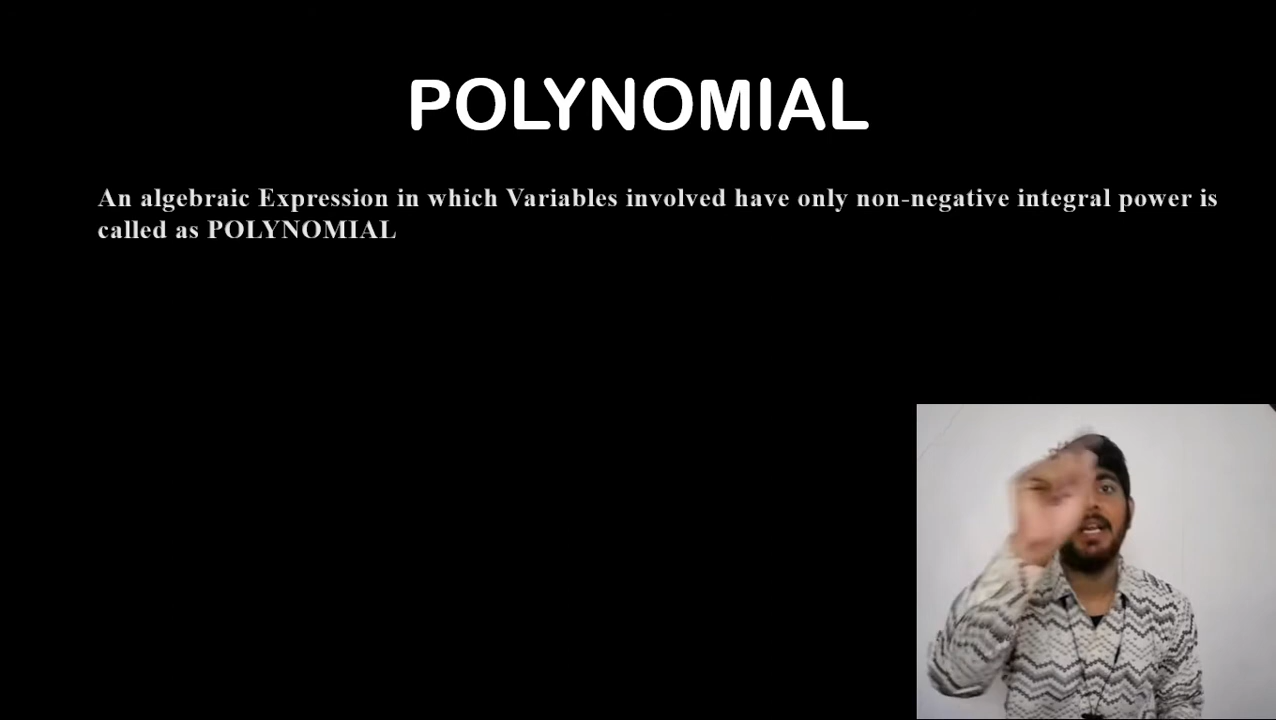 POLYNOMIAL
An algebraic Expression in which Variables involved have only non-negative integral power is
called as POLYNOMIAL